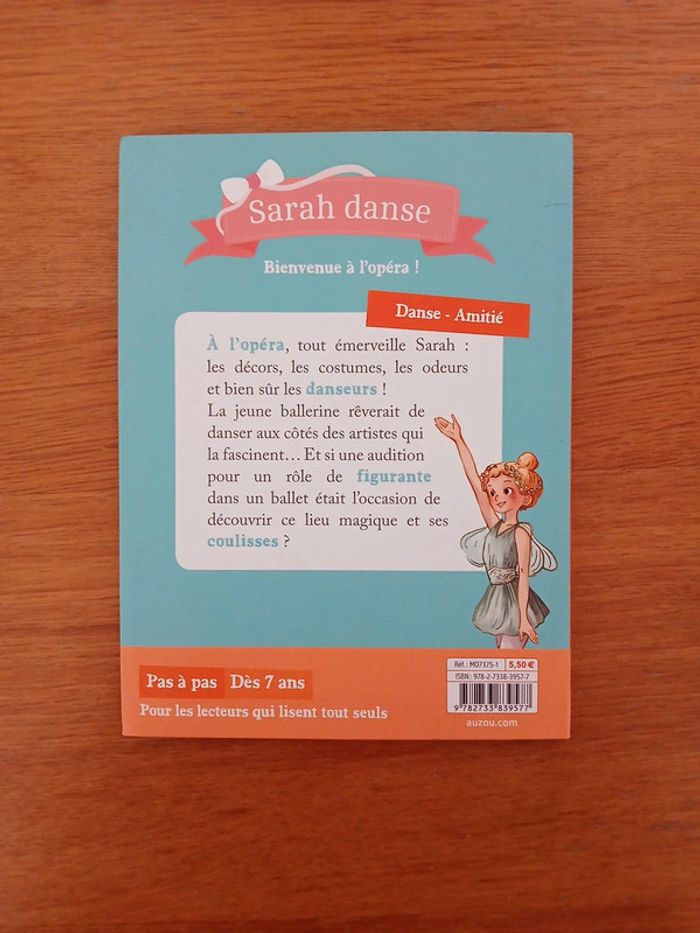 Sarah danse
Bienvenue à l'opéra !
Danse - Amitié
À l'opéra, tout émerveille Sarah :
les décors, les costumes, les odeurs
et bien sûr les danseurs !
La jeune ballerine rêverait de
danser aux côtés des artistes qui
la fascinent... Et si une audition
pour un rôle de figurante
dans un ballet était l'occasion de
découvrir ce lieu magique et ses
coulisses ?
Pas à pas Dès 7 ans
Pour les lecteurs qui lisent tout seuls
Réf.: MO7375-1 5,50 €
ISBN : 978-2-7338-3957-7
9 782733 839577
auzou.com